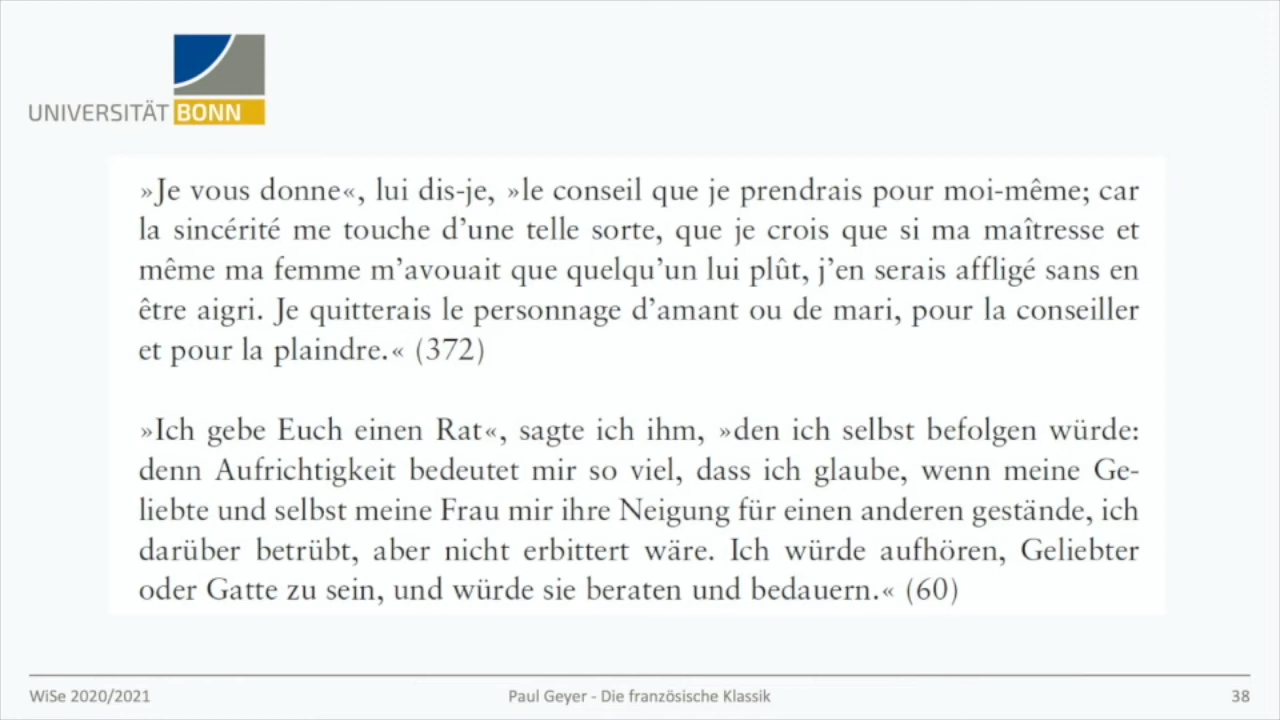 UNIVERSITÄT BONN
»Je vous donne«, lui dis-je, »le conseil que je prendrais pour moi-même; car
la sincérité me touche d’une telle sorte, que je crois que si ma maîtresse et
même ma femme m’avouait que quelqu’un lui plût, j’en serais affligé sans en
être aigri. Je quitterais le personnage d’amant ou de mari, pour la conseiller
et pour la plaindre.« (372)
»Ich gebe Euch einen Rat«, sagte ich ihm, »den ich selbst befolgen würde:
denn Aufrichtigkeit bedeutet mir so viel, dass ich glaube, wenn meine Ge-
liebte und selbst meine Frau mir ihre Neigung für einen anderen gestände, ich
darüber betrübt, aber nicht erbittert wäre. Ich würde aufhören, Geliebter
oder Gatte zu sein, und würde sie beraten und bedauern.« (60)
WiSe 2020/2021 Paul Geyer - Die französische Klassik 38